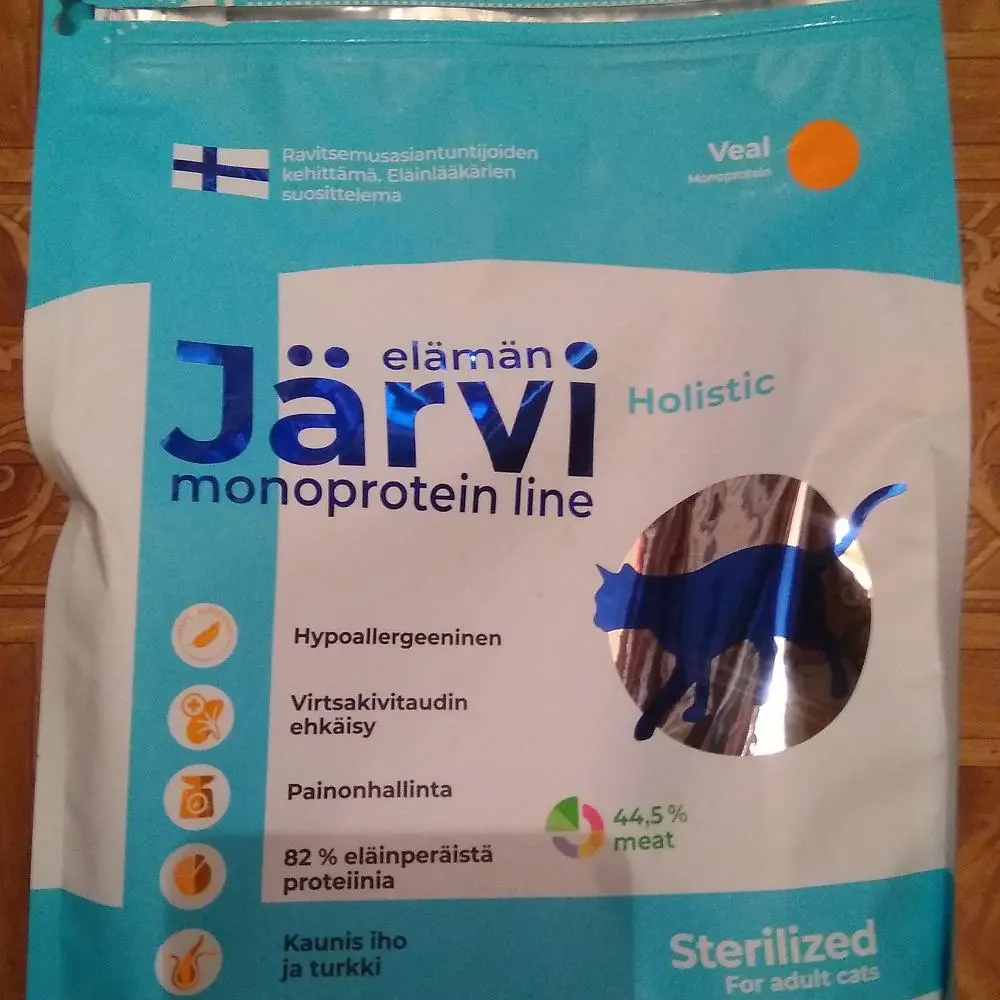 Ravitsemusasiantuntijoiden
kehittämä. Eläinlääkärien
suosittelema
Veal
Monoprotein
elämän
Järvi
Holistic
monoprotein line
Hypoallergeeninen
Virtsakivitaudin
ehkäisy
Painonhallinta
44,5 %
meat
82 % eläinperäistä
proteiinia
Kaunis iho
ja turkki
Sterilized
For adult cats